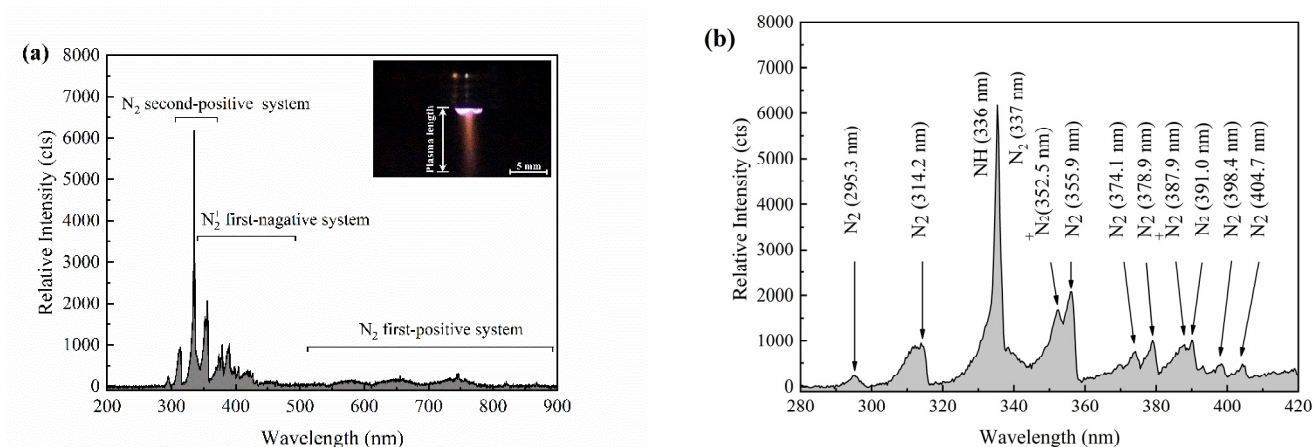 (a)
8000
7000
6000
5000
4000
3000
2000
1000
0
Relative Intensity (cts)
N₂ second-positive system
N₂⁺ first-nagative system
N₂ first-positive system
Plasma length
5 mm
200 300 400 500 600 700 800 900
Wavelength (nm)
(b)
8000
7000
6000
5000
4000
3000
2000
1000
0
Relative Intensity (cts)
N₂ (295.3 nm)
N₂ (314.2 nm)
NH (336 nm)
N₂ (337 nm)
⁺N₂(352.5 nm)
N₂ (355.9 nm)
N₂ (374.1 nm)
N₂ (378.9 nm)
⁺N₂ (387.9 nm)
N₂ (391.0 nm)
N₂ (398.4 nm)
N₂ (404.7 nm)
280 300 320 340 360 380 400 420
Wavelength (nm)